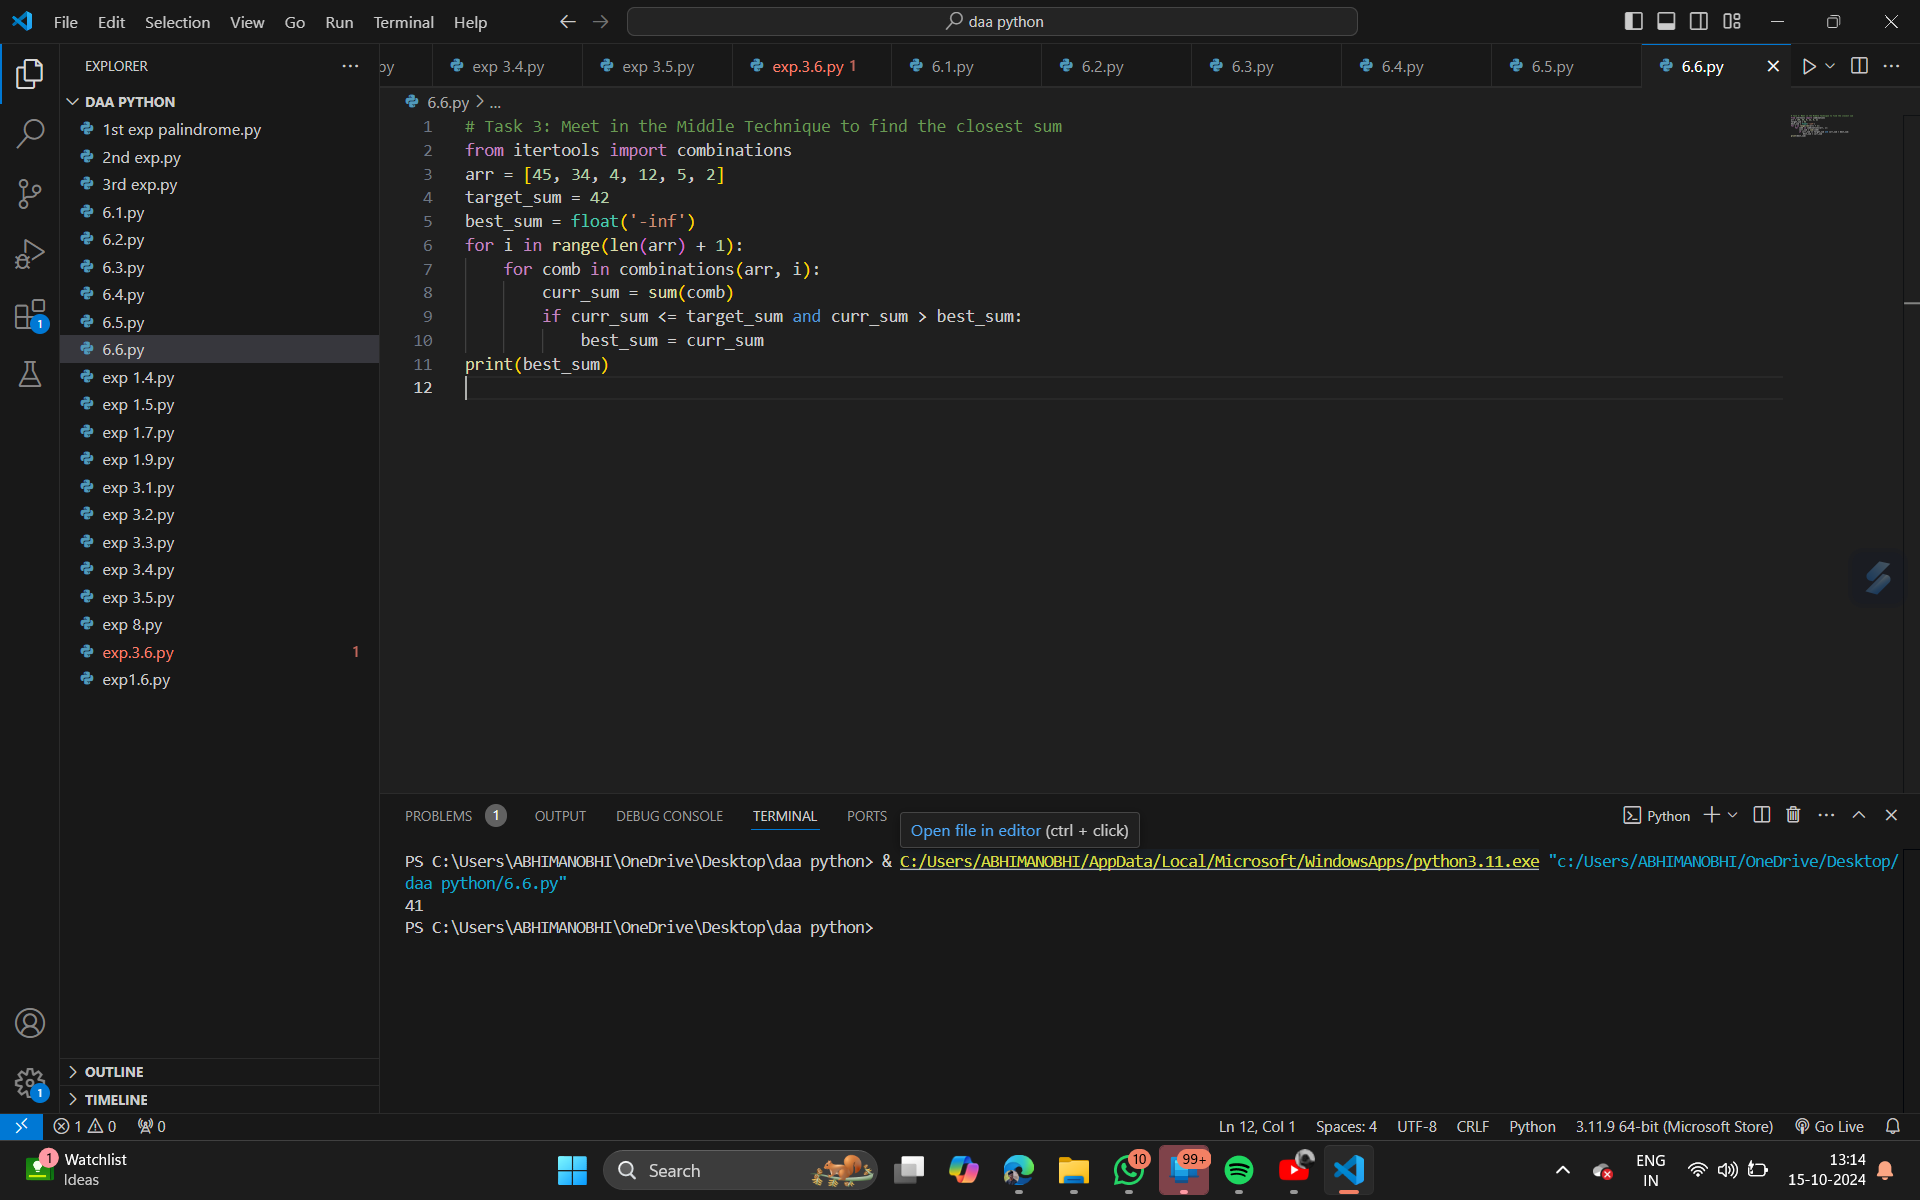 File Edit Selection View Go Run Terminal Help
daa python
EXPLORER
DAA PYTHON
1st exp palindrome.py
2nd exp.py
3rd exp.py
6.1.py
6.2.py
6.3.py
6.4.py
6.5.py
6.6.py
exp 1.4.py
exp 1.5.py
exp 1.7.py
exp 1.9.py
exp 3.1.py
exp 3.2.py
exp 3.3.py
exp 3.4.py
exp 3.5.py
exp 8.py
exp.3.6.py 1
exp1.6.py
OUTLINE
TIMELINE
1
1
py exp 3.4.py exp 3.5.py exp.3.6.py 1 6.1.py 6.2.py 6.3.py 6.4.py 6.5.py 6.6.py
6.6.py > ...
1 # Task 3: Meet in the Middle Technique to find the closest sum
2 from itertools import combinations
3 arr = [45, 34, 4, 12, 5, 2]
4 target_sum = 42
5 best_sum = float('-inf')
6 for i in range(len(arr) + 1):
7     for comb in combinations(arr, i):
8         curr_sum = sum(comb)
9         if curr_sum <= target_sum and curr_sum > best_sum:
10             best_sum = curr_sum
11 print(best_sum)
12
PROBLEMS 1 OUTPUT DEBUG CONSOLE TERMINAL PORTS
Python
Open file in editor (ctrl + click)
PS C:\Users\ABHIMANOBHI\OneDrive\Desktop\daa python> & C:/Users/ABHIMANOBHI/AppData/Local/Microsoft/WindowsApps/python3.11.exe "c:/Users/ABHIMANOBHI/OneDrive/Desktop/
daa python/6.6.py"
41
PS C:\Users\ABHIMANOBHI\OneDrive\Desktop\daa python>
1 0 0 Ln 12, Col 1 Spaces: 4 UTF-8 CRLF Python 3.11.9 64-bit (Microsoft Store) Go Live
1 Watchlist
Ideas
Search
10
99+
ENG
IN
13:14
15-10-2024